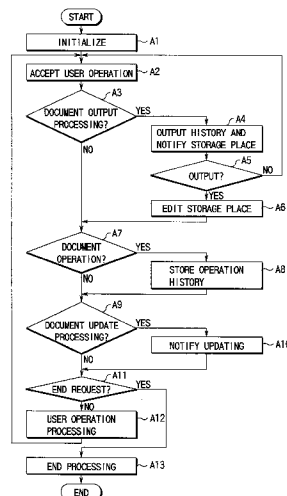 START
INITIALIZE
A1
ACCEPT USER OPERATION
A2
A3
DOCUMENT OUTPUT
PROCESSING?
YES
NO
A4
OUTPUT HISTORY AND
NOTIFY STORAGE PLACE
A5
OUTPUT?
NO
YES
EDIT STORAGE PLACE
A6
A7
DOCUMENT
OPERATION?
YES
NO
STORE OPERATION
HISTORY
A8
A9
DOCUMENT UPDATE
PROCESSING?
YES
NO
NOTIFY UPDATING
A10
A11
END REQUEST?
YES
NO
USER OPERATION
PROCESSING
A12
END PROCESSING
A13
END